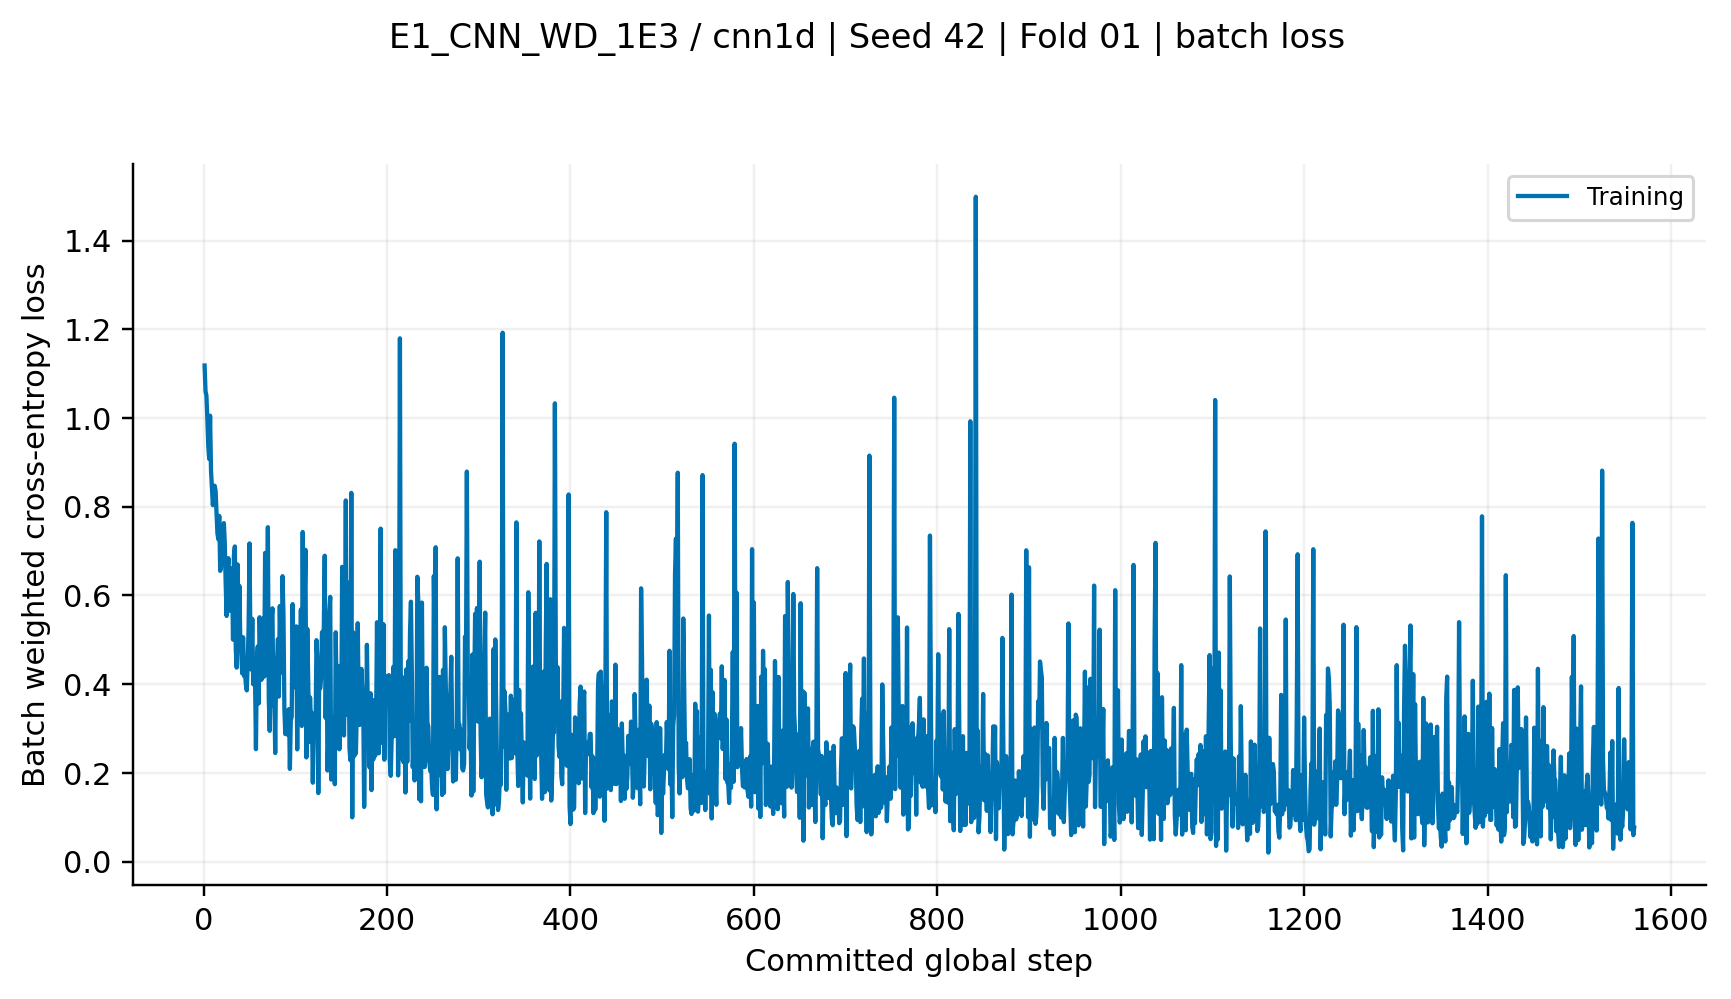 E1_CNN_WD_1E3 / cnn1d | Seed 42 | Fold 01 | batch loss
Training
Batch weighted cross-entropy loss
1.4
1.2
1.0
0.8
0.6
0.4
0.2
0.0
0 200 400 600 800 1000 1200 1400 1600
Committed global step